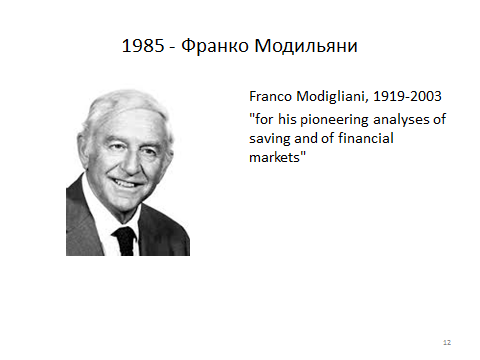 1985 - Франко Модильяни
Franco Modigliani, 1919-2003
"for his pioneering analyses of
saving and of financial
markets"
12